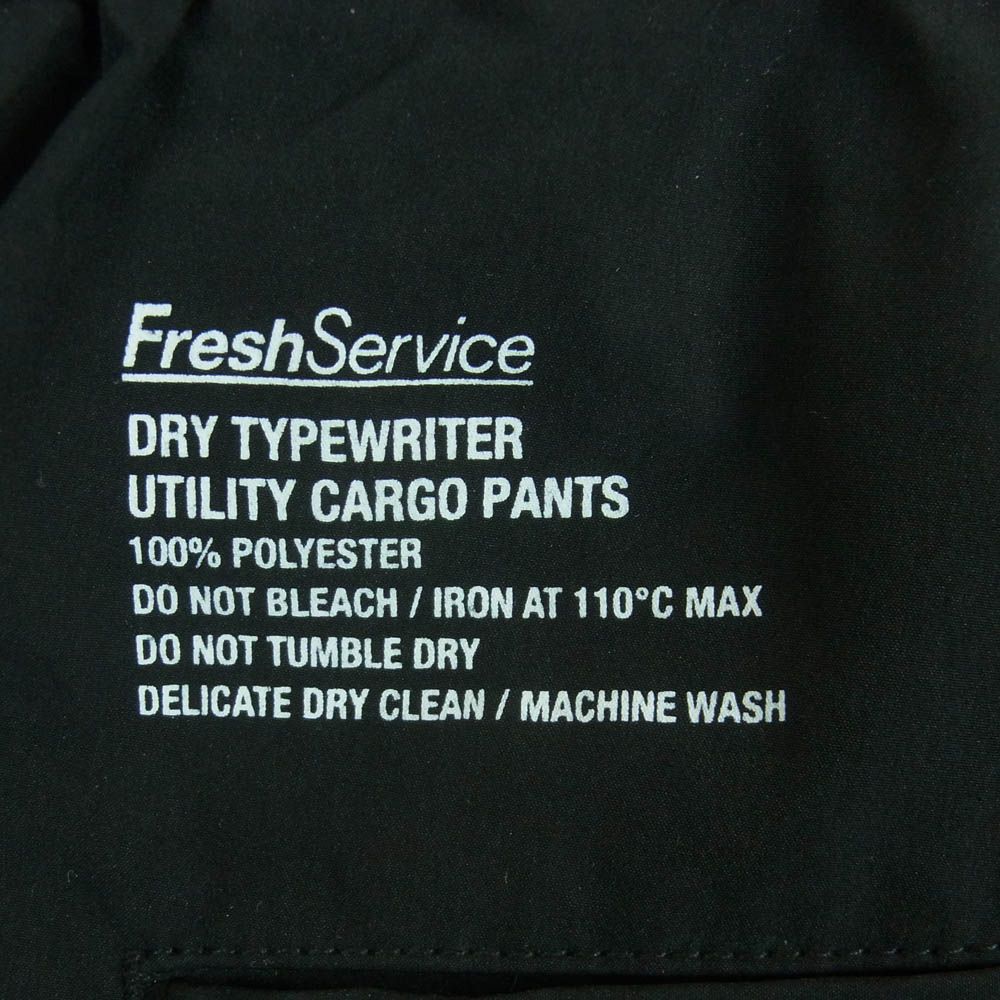 FreshService
DRY TYPEWRITER
UTILITY CARGO PANTS
100% POLYESTER
DO NOT BLEACH / IRON AT 110°C MAX
DO NOT TUMBLE DRY
DELICATE DRY CLEAN / MACHINE WASH